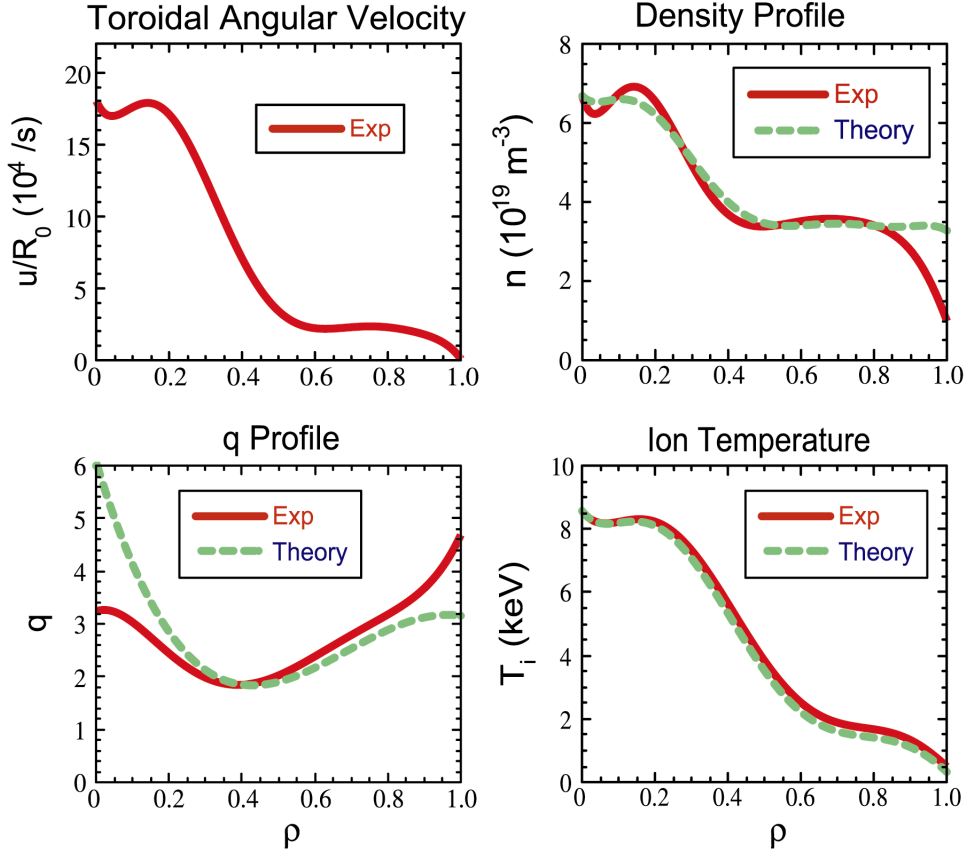 Toroidal Angular Velocity
u/R0 (10^4 /s)
20
15
10
5
0
0 0.2 0.4 0.6 0.8 1.0
Exp
Density Profile
n (10^19 m^-3)
8
6
4
2
0
0 0.2 0.4 0.6 0.8 1.0
Exp
Theory
q Profile
q
6
5
4
3
2
1
0
0 0.2 0.4 0.6 0.8 1.0
ρ
Exp
Theory
Ion Temperature
T_i (keV)
10
8
6
4
2
0
0 0.2 0.4 0.6 0.8 1.0
ρ
Exp
Theory